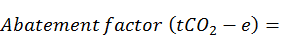 Abatement factor (tCO₂ − e) =